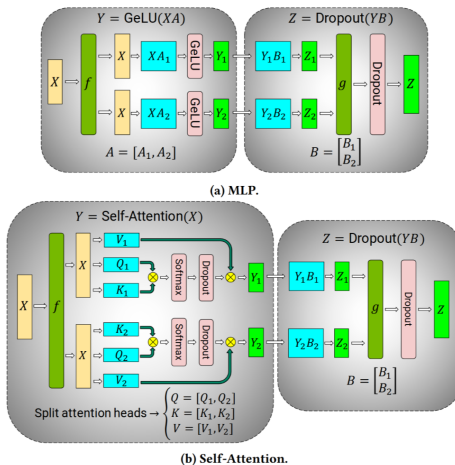 Y = GeLU(XA)
Z = Dropout(YB)
X
f
X
XA₁
GeLU
Y₁
Y₁B₁
Z₁
g
Dropout
Z
X
XA₂
GeLU
Y₂
Y₂B₂
Z₂
A = [A₁, A₂]
B = [B₁
B₂]
(a) MLP.
Y = Self-Attention(X)
Z = Dropout(YB)
X
f
X
V₁
Q₁
K₁
Softmax
Dropout
Y₁
Y₁B₁
Z₁
g
Dropout
Z
X
K₂
Q₂
V₂
Softmax
Dropout
Y₂
Y₂B₂
Z₂
B = [B₁
B₂]
Split attention heads → { Q = [Q₁, Q₂]
K = [K₁, K₂]
V = [V₁, V₂]
(b) Self-Attention.